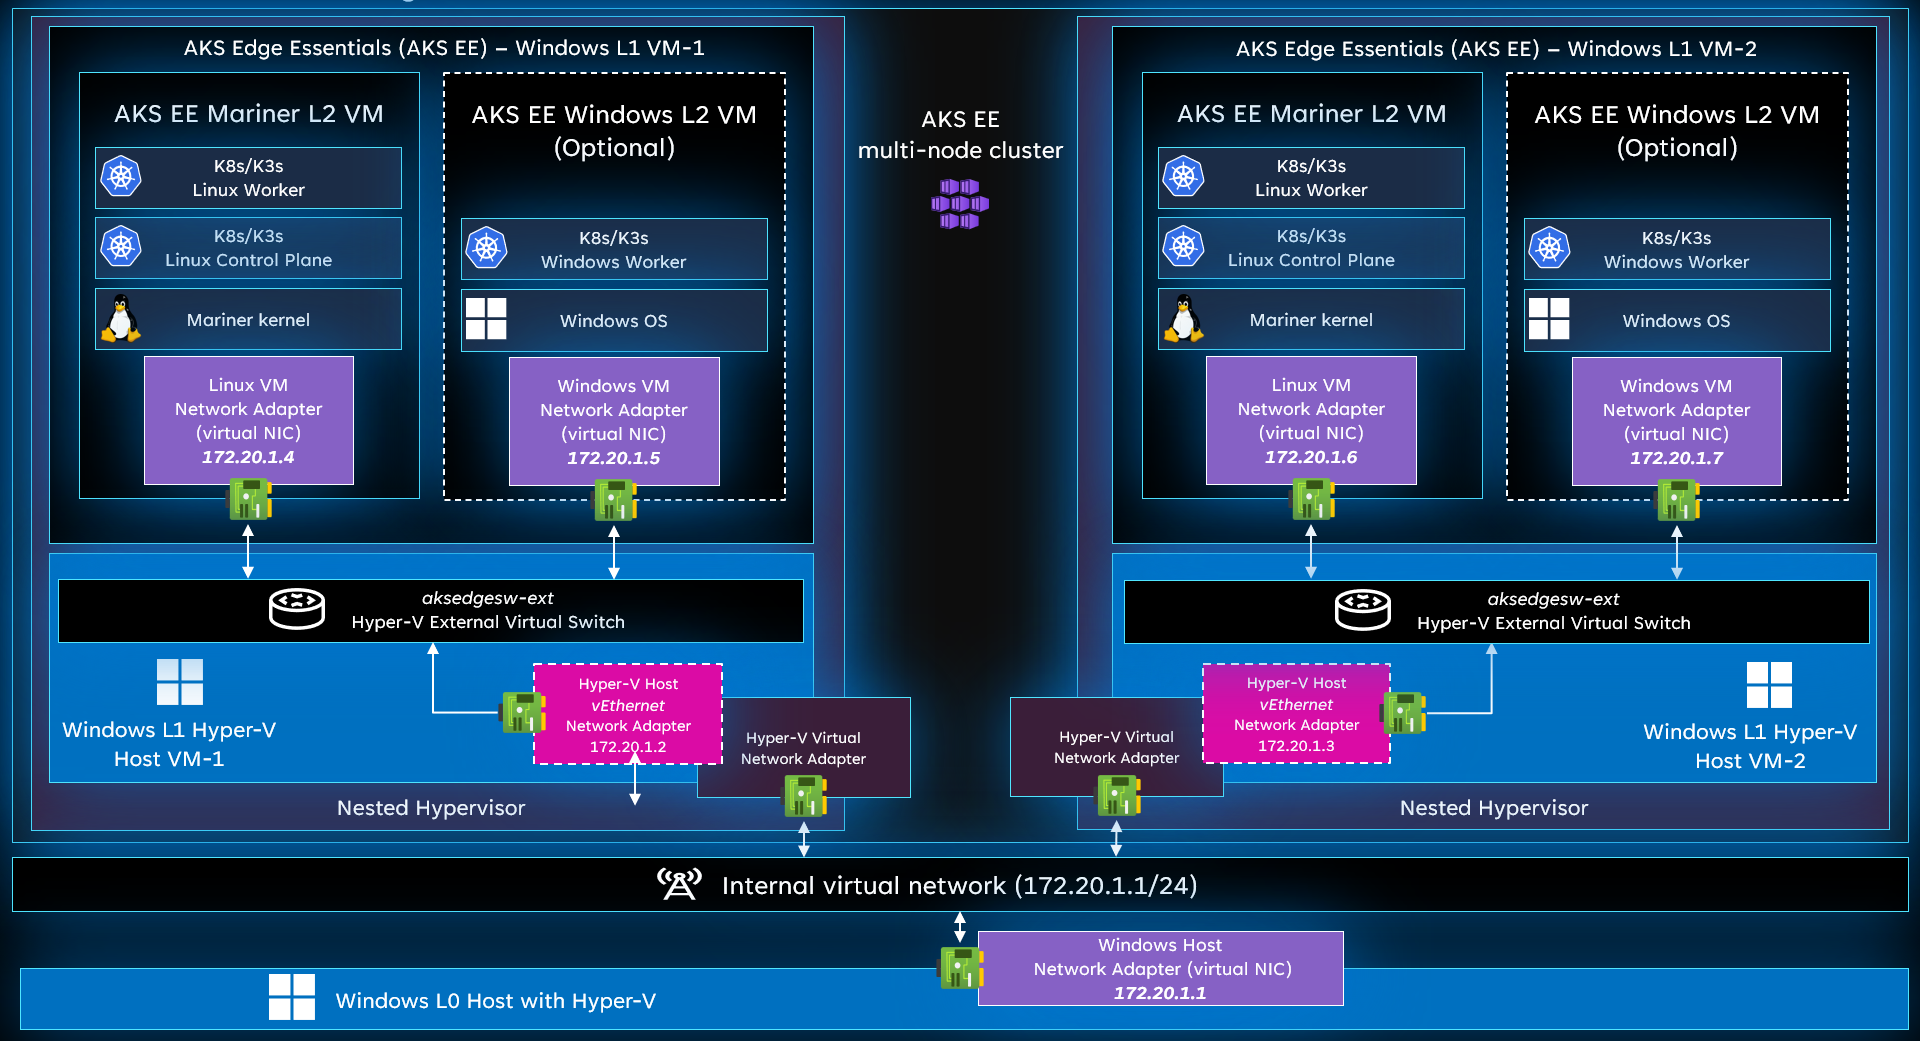 AKS Edge Essentials (AKS EE) – Windows L1 VM-1
AKS EE Mariner L2 VM
K8s/K3s
Linux Worker
K8s/K3s
Linux Control Plane
Mariner kernel
Linux VM
Network Adapter
(virtual NIC)
172.20.1.4
AKS EE Windows L2 VM
(Optional)
K8s/K3s
Windows Worker
Windows OS
Windows VM
Network Adapter
(virtual NIC)
172.20.1.5
aksedgesw-ext
Hyper-V External Virtual Switch
Windows L1 Hyper-V
Host VM-1
Hyper-V Host
vEthernet
Network Adapter
172.20.1.2
Hyper-V Virtual
Network Adapter
Nested Hypervisor
AKS EE
multi-node cluster
AKS Edge Essentials (AKS EE) – Windows L1 VM-2
AKS EE Mariner L2 VM
K8s/K3s
Linux Worker
K8s/K3s
Linux Control Plane
Mariner kernel
Linux VM
Network Adapter
(virtual NIC)
172.20.1.6
AKS EE Windows L2 VM
(Optional)
K8s/K3s
Windows Worker
Windows OS
Windows VM
Network Adapter
(virtual NIC)
172.20.1.7
aksedgesw-ext
Hyper-V External Virtual Switch
Hyper-V Virtual
Network Adapter
Hyper-V Host
vEthernet
Network Adapter
172.20.1.3
Windows L1 Hyper-V
Host VM-2
Nested Hypervisor
Internal virtual network (172.20.1.1/24)
Windows Host
Network Adapter (virtual NIC)
172.20.1.1
Windows L0 Host with Hyper-V